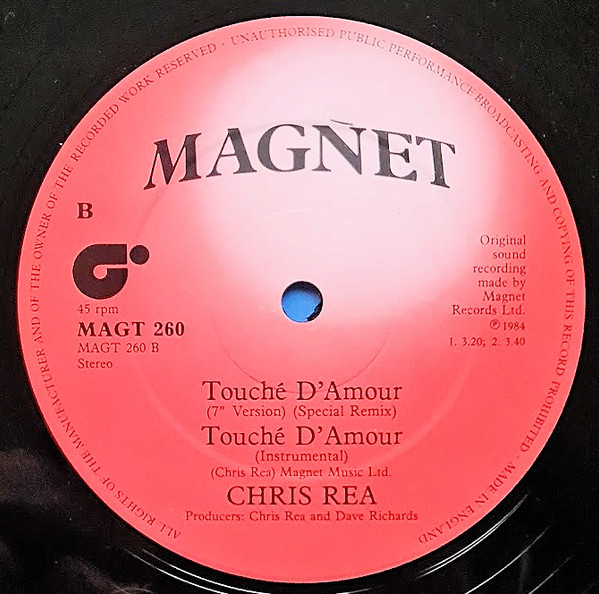 ALL RIGHTS OF THE MANUFACTURER AND OF THE OWNER OF THE RECORDED WORK RESERVED · UNAUTHORISED PUBLIC PERFORMANCE BROADCASTING AND COPYING OF THIS RECORD PROHIBITED · MADE IN ENGLAND
MAGNET
B
45 rpm
MAGT 260
MAGT 260 B
Stereo
Original
sound
recording
made by
Magnet
Records Ltd.
℗ 1984
1. 3.20; 2. 3.40
Touché D'Amour
(7" Version) (Special Remix)
Touché D'Amour
(Instrumental)
(Chris Rea) Magnet Music Ltd.
CHRIS REA
Producers: Chris Rea and Dave Richards